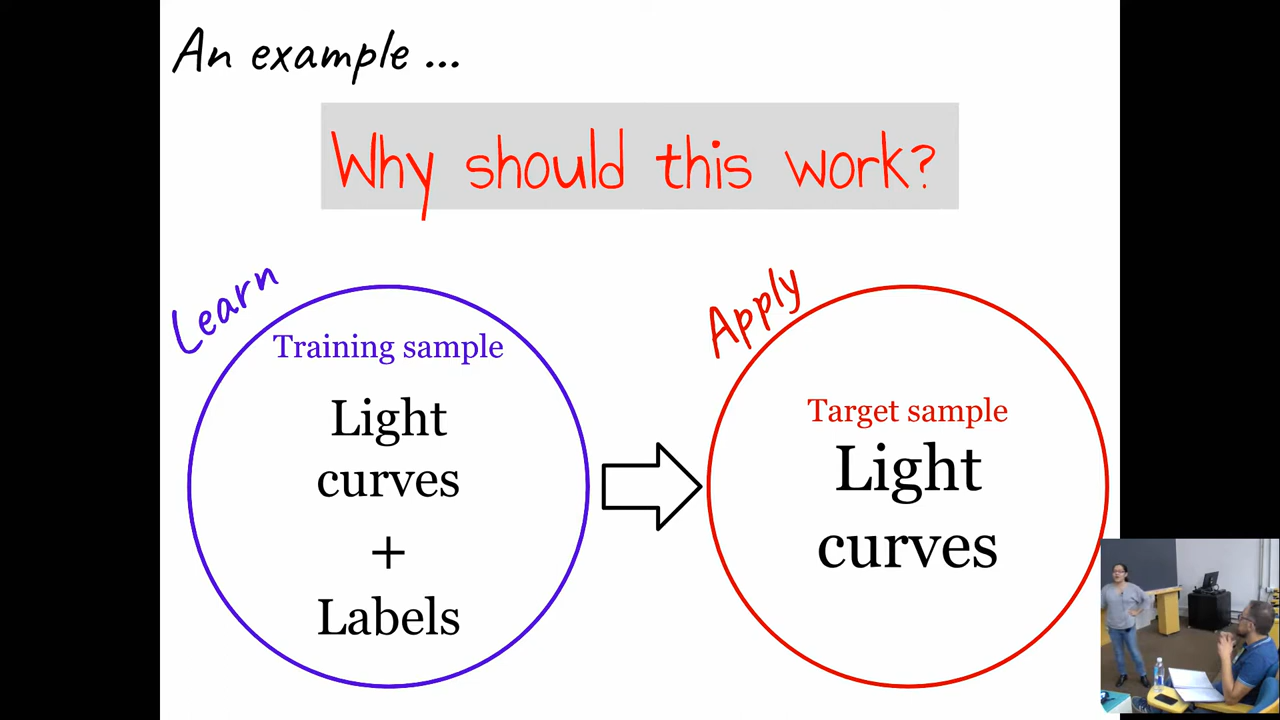 An example ...
Why should this work?
Learn
Training sample
Light
curves
+
Labels
Apply
Target sample
Light
curves